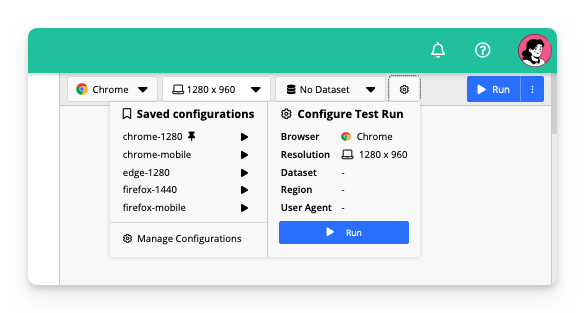 Chrome 1280 x 960 No Dataset Run
Saved configurations
chrome-1280
chrome-mobile
edge-1280
firefox-1440
firefox-mobile
Manage Configurations
Configure Test Run
Browser Chrome
Resolution 1280 x 960
Dataset -
Region -
User Agent -
Run